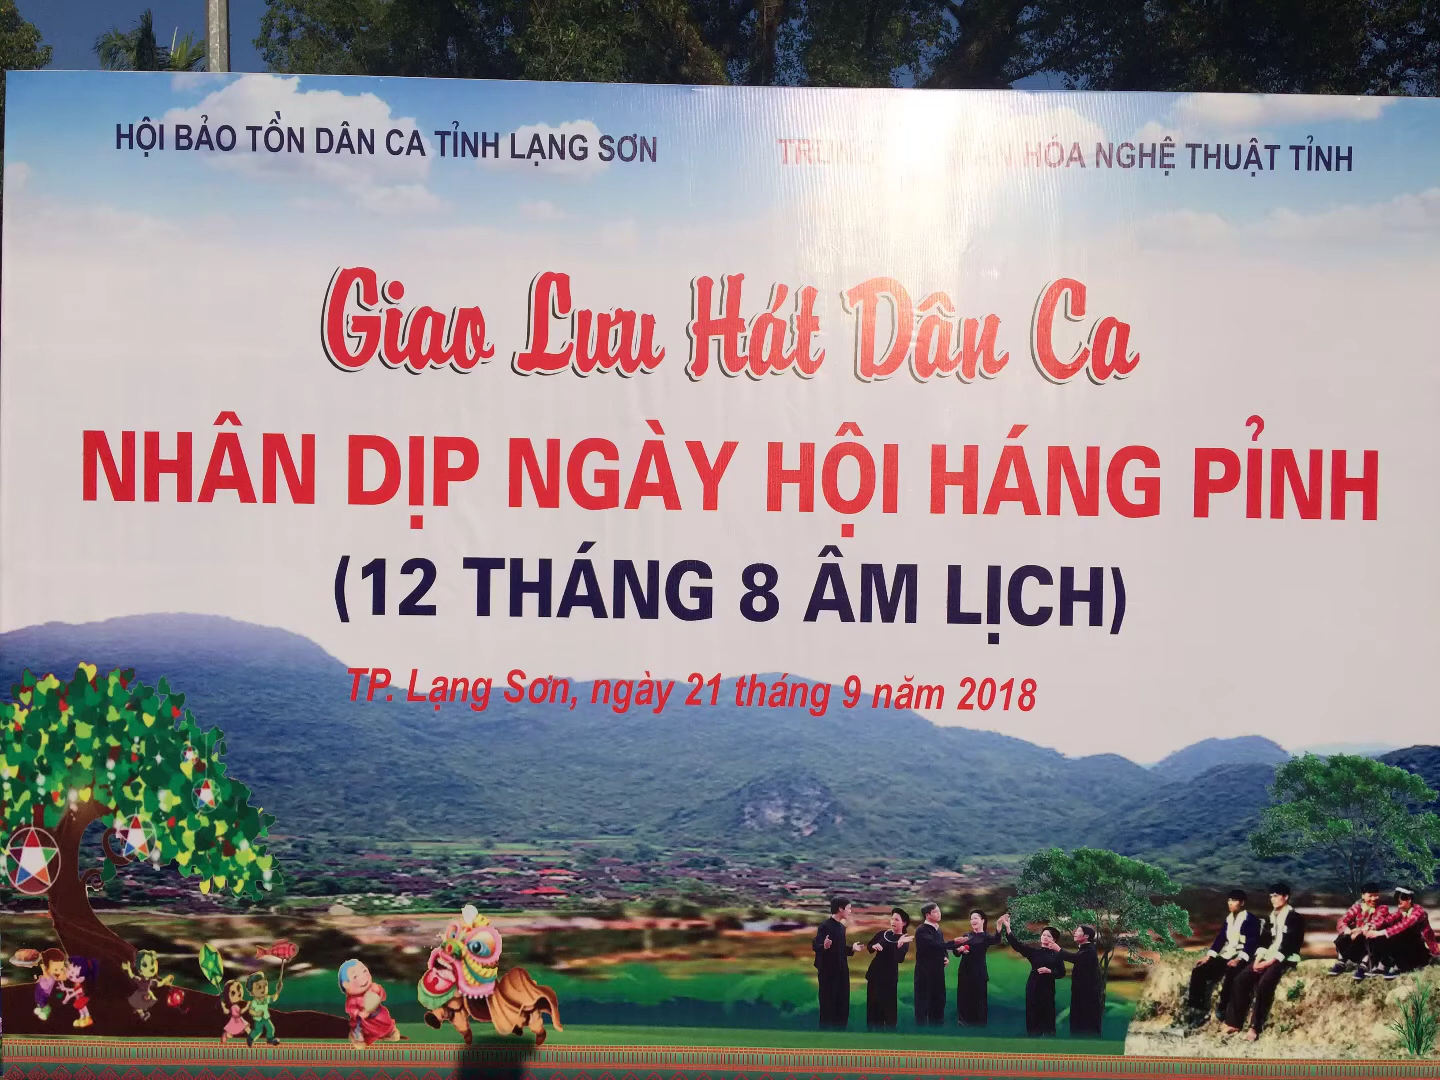 HỘI BẢO TỒN DÂN CA TỈNH LẠNG SƠN
TRUNG HÓA NGHỆ THUẬT TỈNH
Giao Lưu Hát Dân Ca
NHÂN DỊP NGÀY HỘI HÁNG PỈNH
(12 THÁNG 8 ÂM LỊCH)
TP. Lạng Sơn, ngày 21 tháng 9 năm 2018